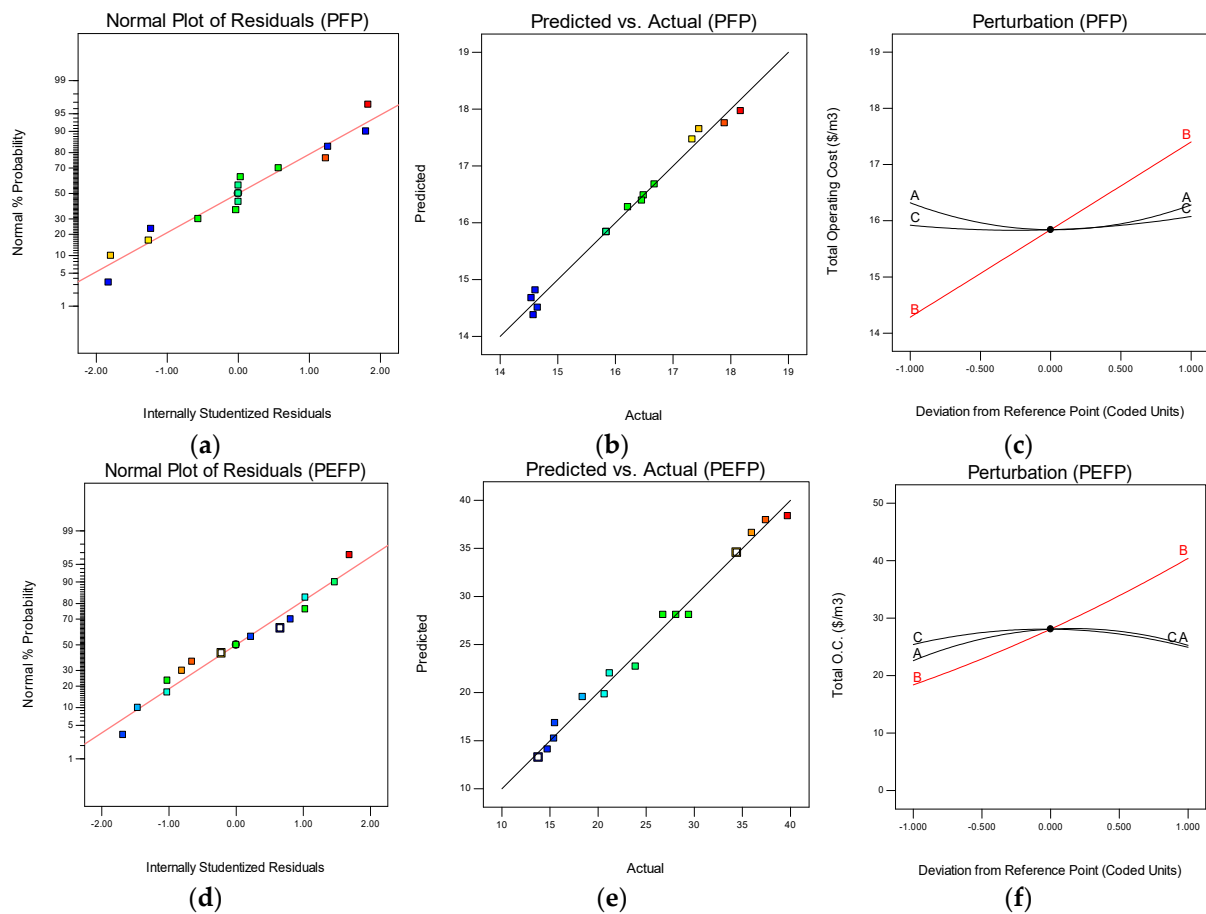 Normal Plot of Residuals (PFP)
Normal % Probability
99
95
90
80
70
50
30
20
10
5
1
-2.00 -1.00 0.00 1.00 2.00
Internally Studentized Residuals
(a)
Predicted vs. Actual (PFP)
Predicted
19
18
17
16
15
14
14 15 16 17 18 19
Actual
(b)
Perturbation (PFP)
Total Operating Cost ($/m3)
19
18
17
16
15
14
A
C
B
B
A
C
-1.000 -0.500 0.000 0.500 1.000
Deviation from Reference Point (Coded Units)
(c)
Normal Plot of Residuals (PEFP)
Normal % Probability
99
95
90
80
70
50
30
20
10
5
1
-2.00 -1.00 0.00 1.00 2.00
Internally Studentized Residuals
(d)
Predicted vs. Actual (PEFP)
Predicted
40
35
30
25
20
15
10
10 15 20 25 30 35 40
Actual
(e)
Perturbation (PEFP)
Total O.C. ($/m3)
50
40
30
20
10
0
C
A
B
B
C A
-1.000 -0.500 0.000 0.500 1.000
Deviation from Reference Point (Coded Units)
(f)